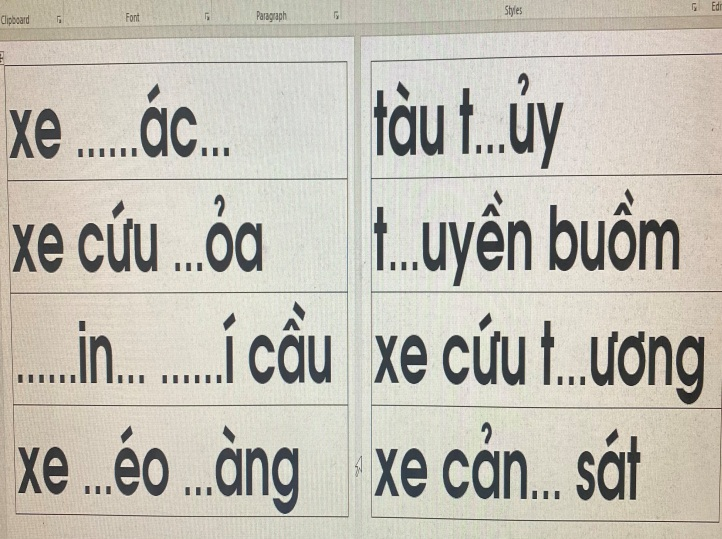 Clipboard Font Paragraph Styles
xe ......ác...
xe cứu ...ỏa
......in... ......í cầu
xe ...éo ...àng
tàu t...ủy
t...uyền buồm
xe cứu t...ương
xe cản... sát